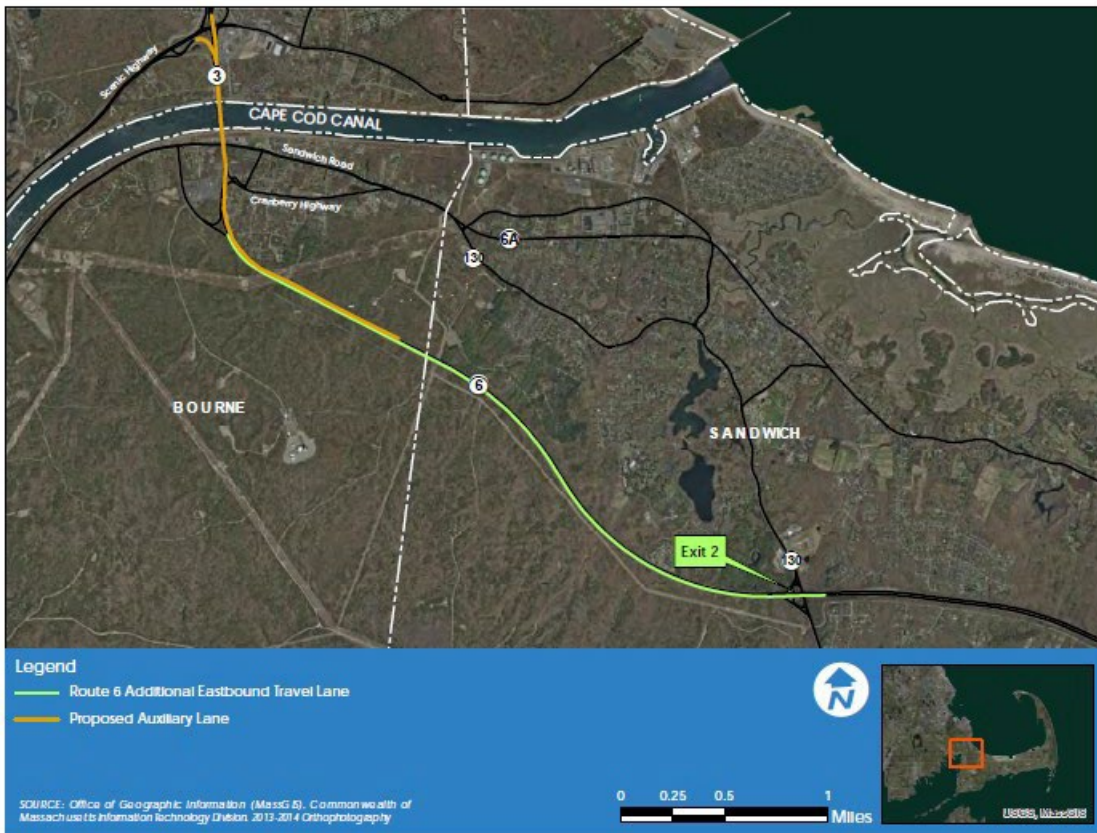 3
Scenic Highway
CAPE COD CANAL
Sandwich Road
Cranberry Highway
6A
130
6
BOURNE
SANDWICH
Exit 2
130
Legend
Route 6 Additional Eastbound Travel Lane
Proposed Auxiliary Lane
N
SOURCE: Office of Geographic Information (MassGIS), Commonwealth of
Massachusetts Information Technology Division. 2013-2014 Orthophotography
0 0.25 0.5 1
Miles
USGS, MassGIS